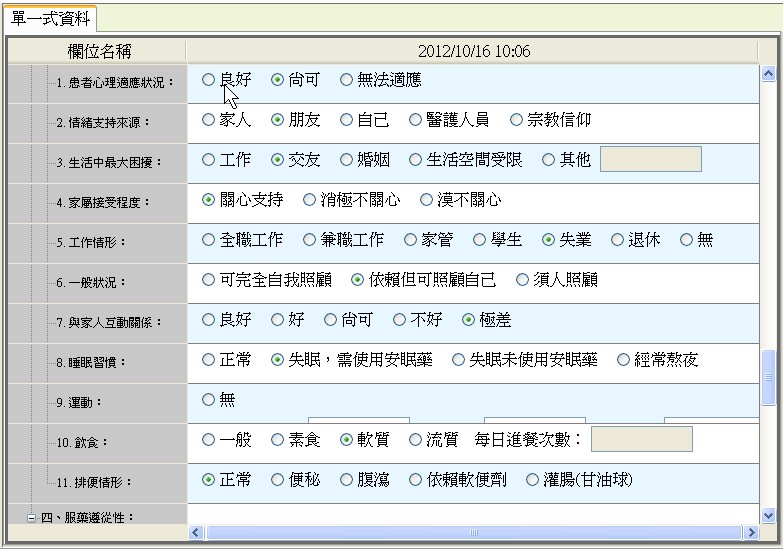 單一式資料
欄位名稱 2012/10/16 10:06
1. 患者心理適應狀況： 良好 尚可 無法適應
2. 情緒支持來源： 家人 朋友 自己 醫護人員 宗教信仰
3. 生活中最大困擾： 工作 交友 婚姻 生活空間受限 其他
4. 家屬接受程度： 關心支持 消極不關心 漠不關心
5. 工作情形： 全職工作 兼職工作 家管 學生 失業 退休 無
6. 一般狀況： 可完全自我照顧 依賴但可照顧自己 須人照顧
7. 與家人互動關係： 良好 好 尚可 不好 極差
8. 睡眠習慣： 正常 失眠，需使用安眠藥 失眠未使用安眠藥 經常熬夜
9. 運動： 無
10. 飲食： 一般 素食 軟質 流質 每日進餐次數：
11. 排便情形： 正常 便秘 腹瀉 依賴軟便劑 灌腸(甘油球)
四、服藥遵從性：